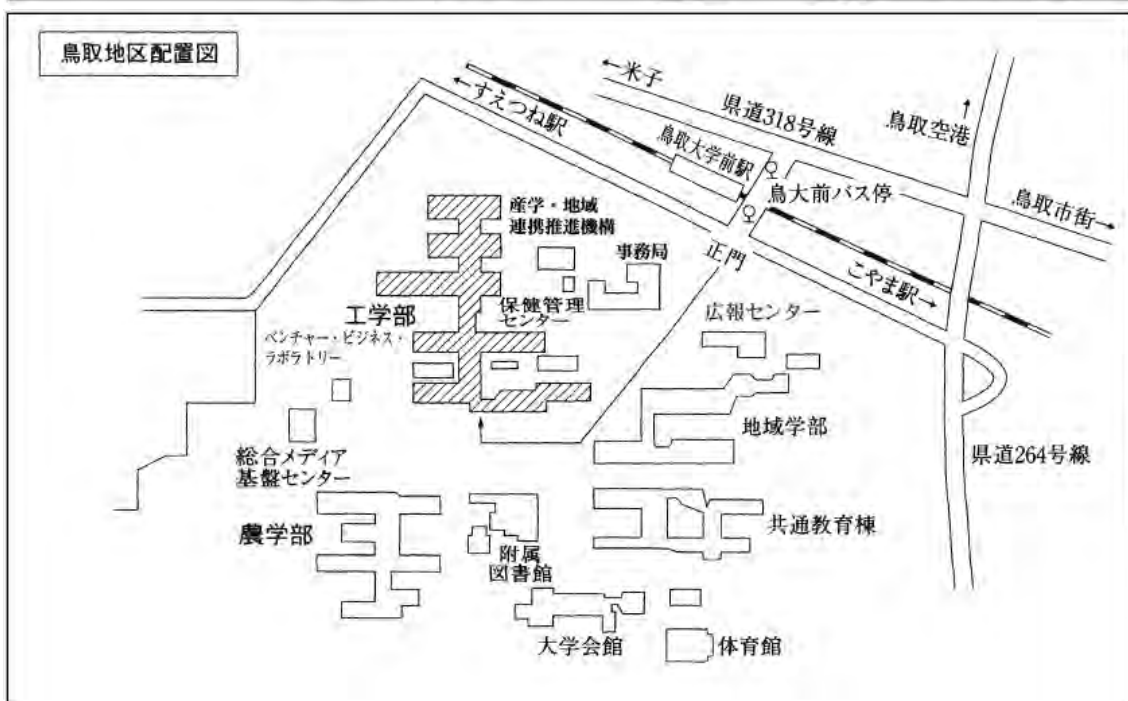 鳥取地区配置図
←米子
←すえつね駅
県道318号線
鳥取空港→
鳥取大学前駅
鳥大前バス停
鳥取市街→
産学・地域
連携推進機構
正門
事務局
こやま駅→
工学部
保健管理
センター
広報センター
ベンチャー・ビジネス・
ラボラトリー
地域学部
県道264号線
総合メディア
基盤センター
農学部
共通教育棟
附属
図書館
大学会館
体育館